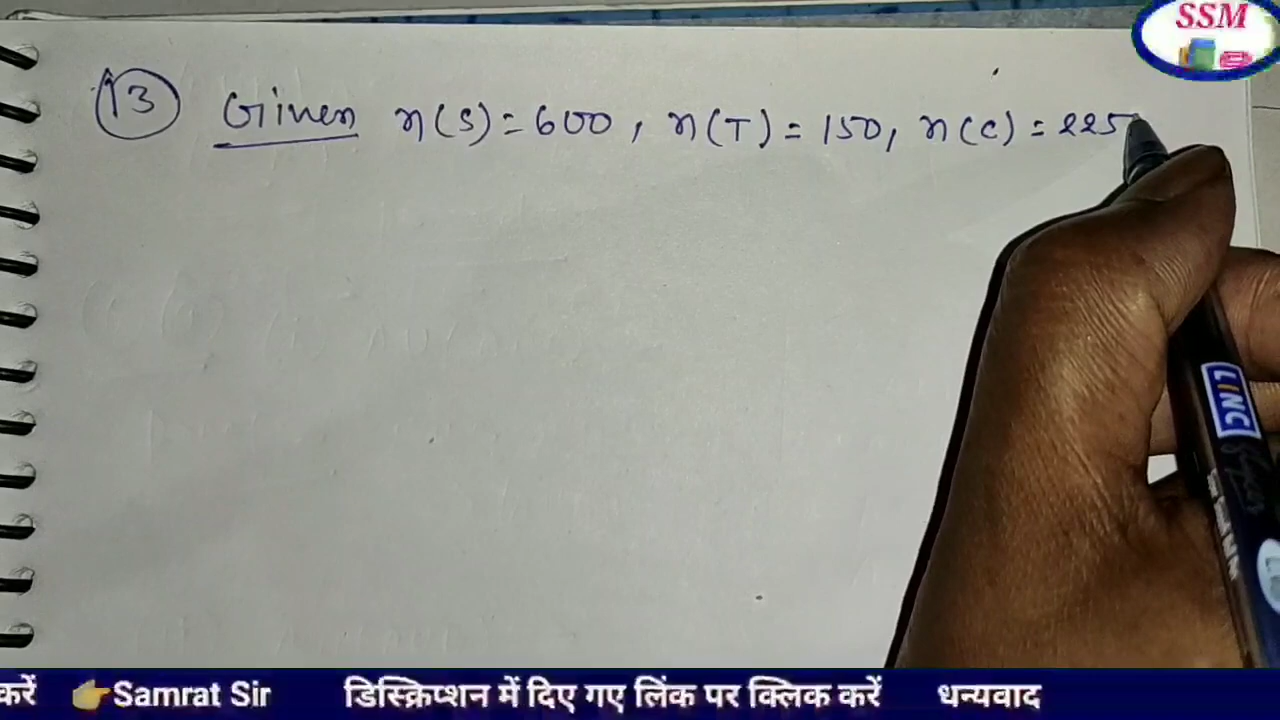 SSM
13 Given n(S) = 600, n(T) = 150, n(C) = 225
LINC
करें 👉Samrat Sir डिस्क्रिप्शन में दिए गए लिंक पर क्लिक करें धन्यवाद